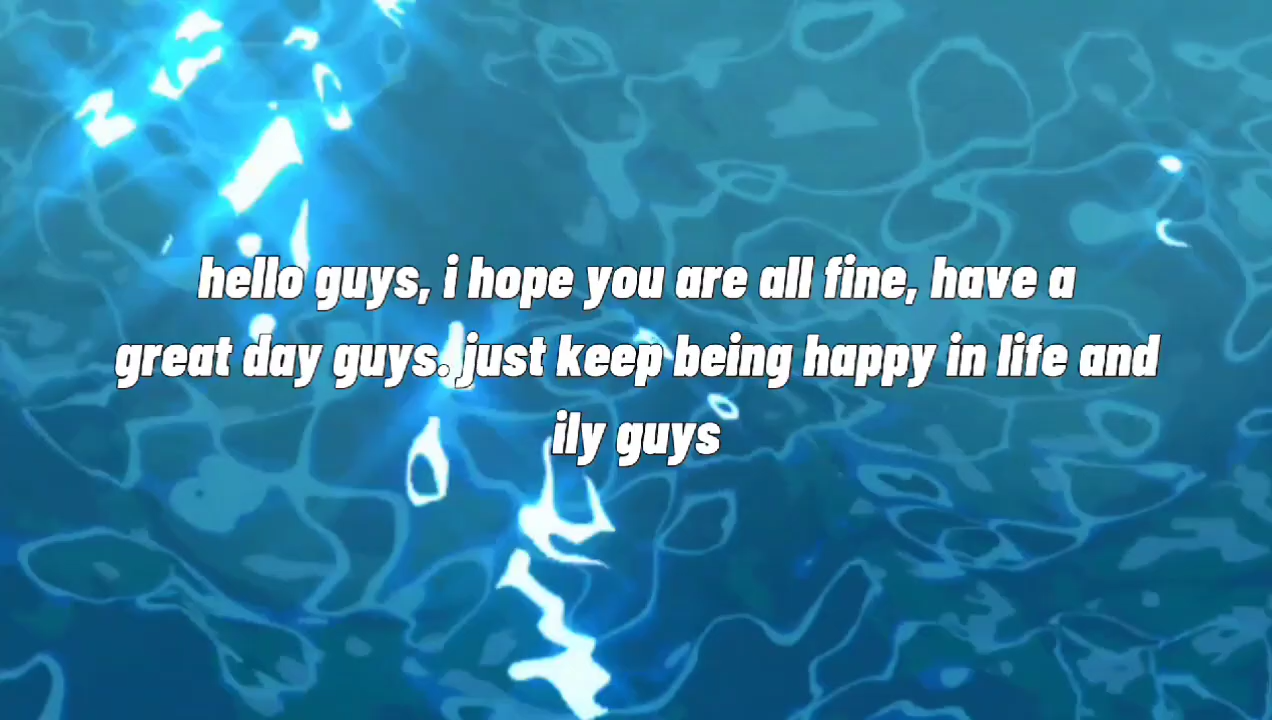 hello guys, i hope you are all fine, have a
great day guys. just keep being happy in life and
ily guys